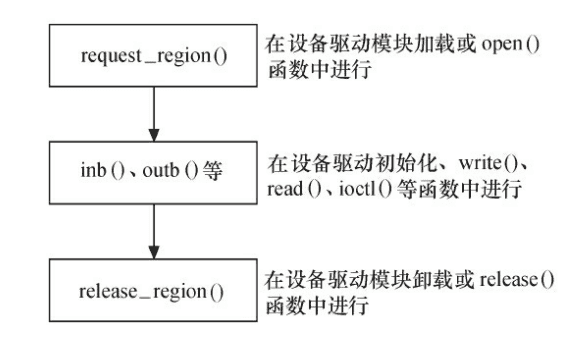 request_region()
在设备驱动模块加载或 open()
函数中进行
inb()、outb()等
在设备驱动初始化、write()、
read()、ioctl()等函数中进行
release_region()
在设备驱动模块卸载或 release()
函数中进行